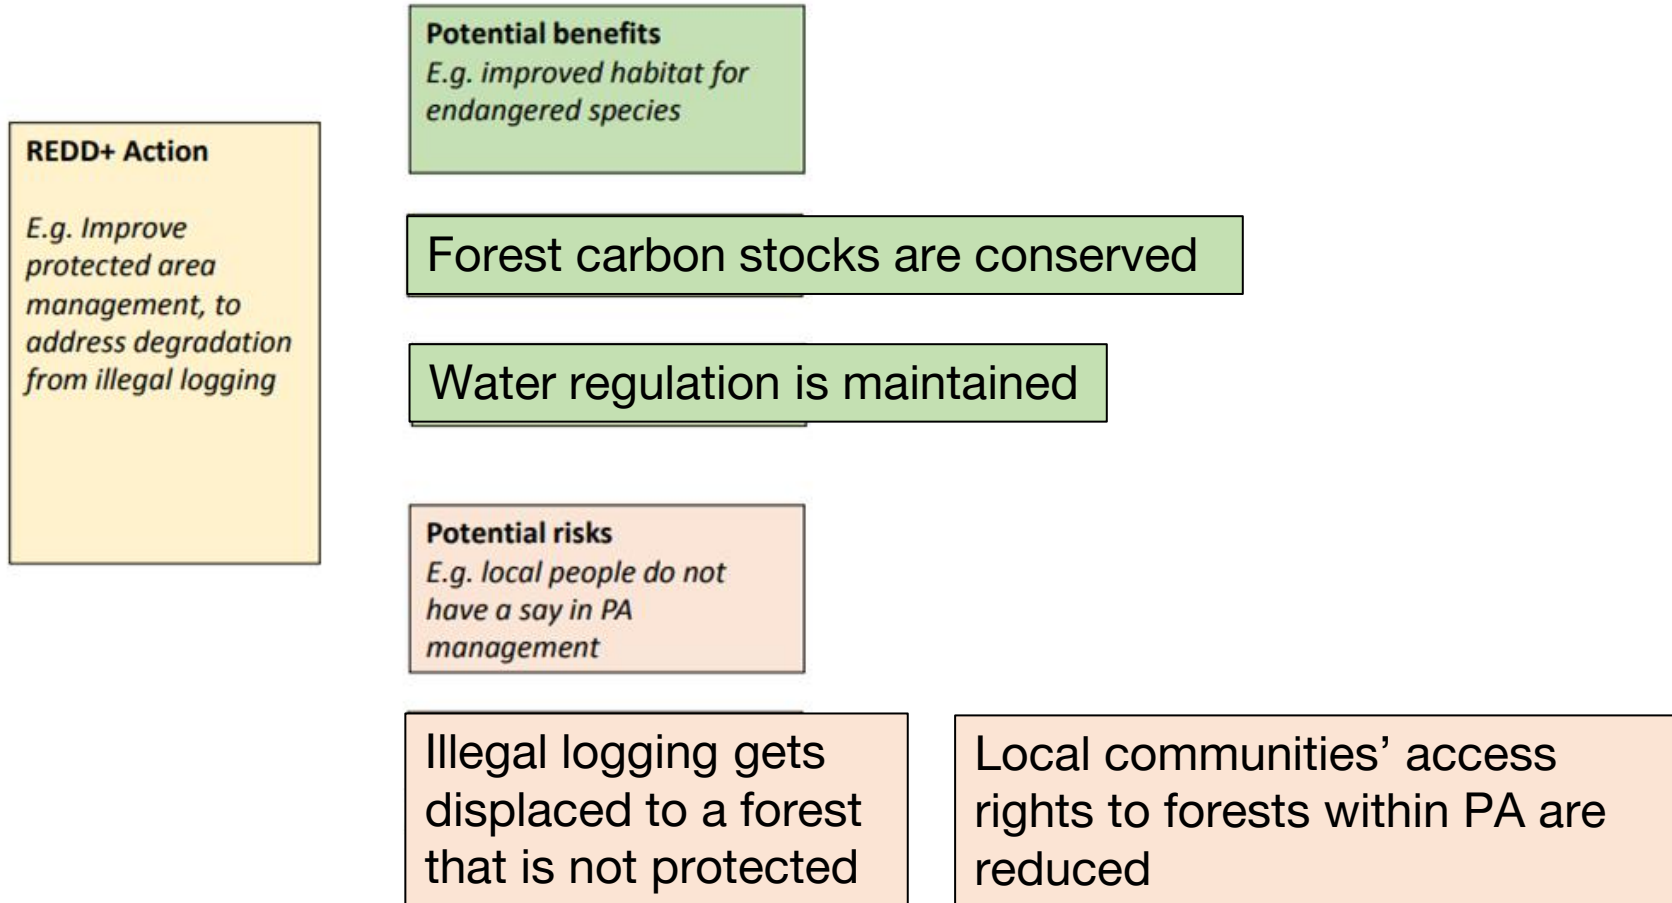 REDD+ Action
E.g. Improve
protected area
management, to
address degradation
from illegal logging
Potential benefits
E.g. improved habitat for
endangered species
Forest carbon stocks are conserved
Water regulation is maintained
Potential risks
E.g. local people do not
have a say in PA
management
Illegal logging gets
displaced to a forest
that is not protected
Local communities’ access
rights to forests within PA are
reduced